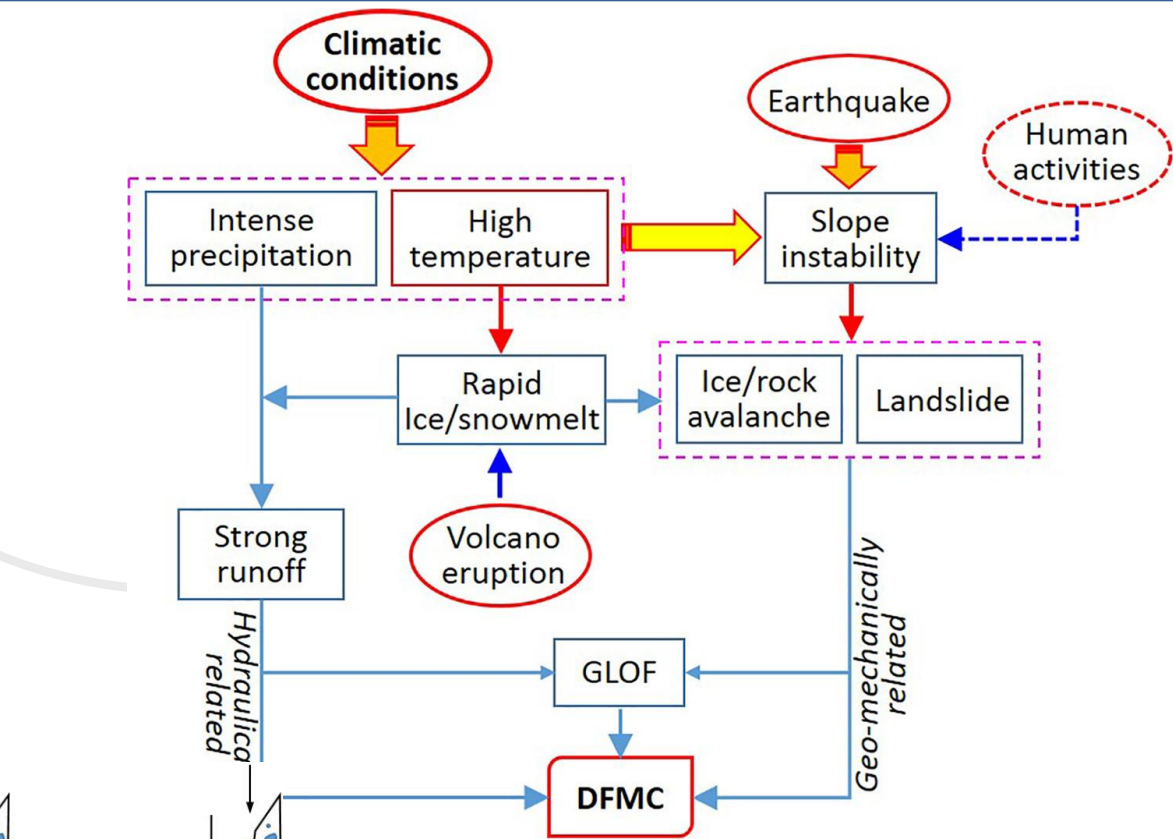 Climatic
conditions
Earthquake
Human
activities
Intense
precipitation
High
temperature
Slope
instability
Rapid
Ice/snowmelt
Ice/rock
avalanche
Landslide
Strong
runoff
Volcano
eruption
Hydraulica
related
GLOF
Geo-mechanically
related
DFMC